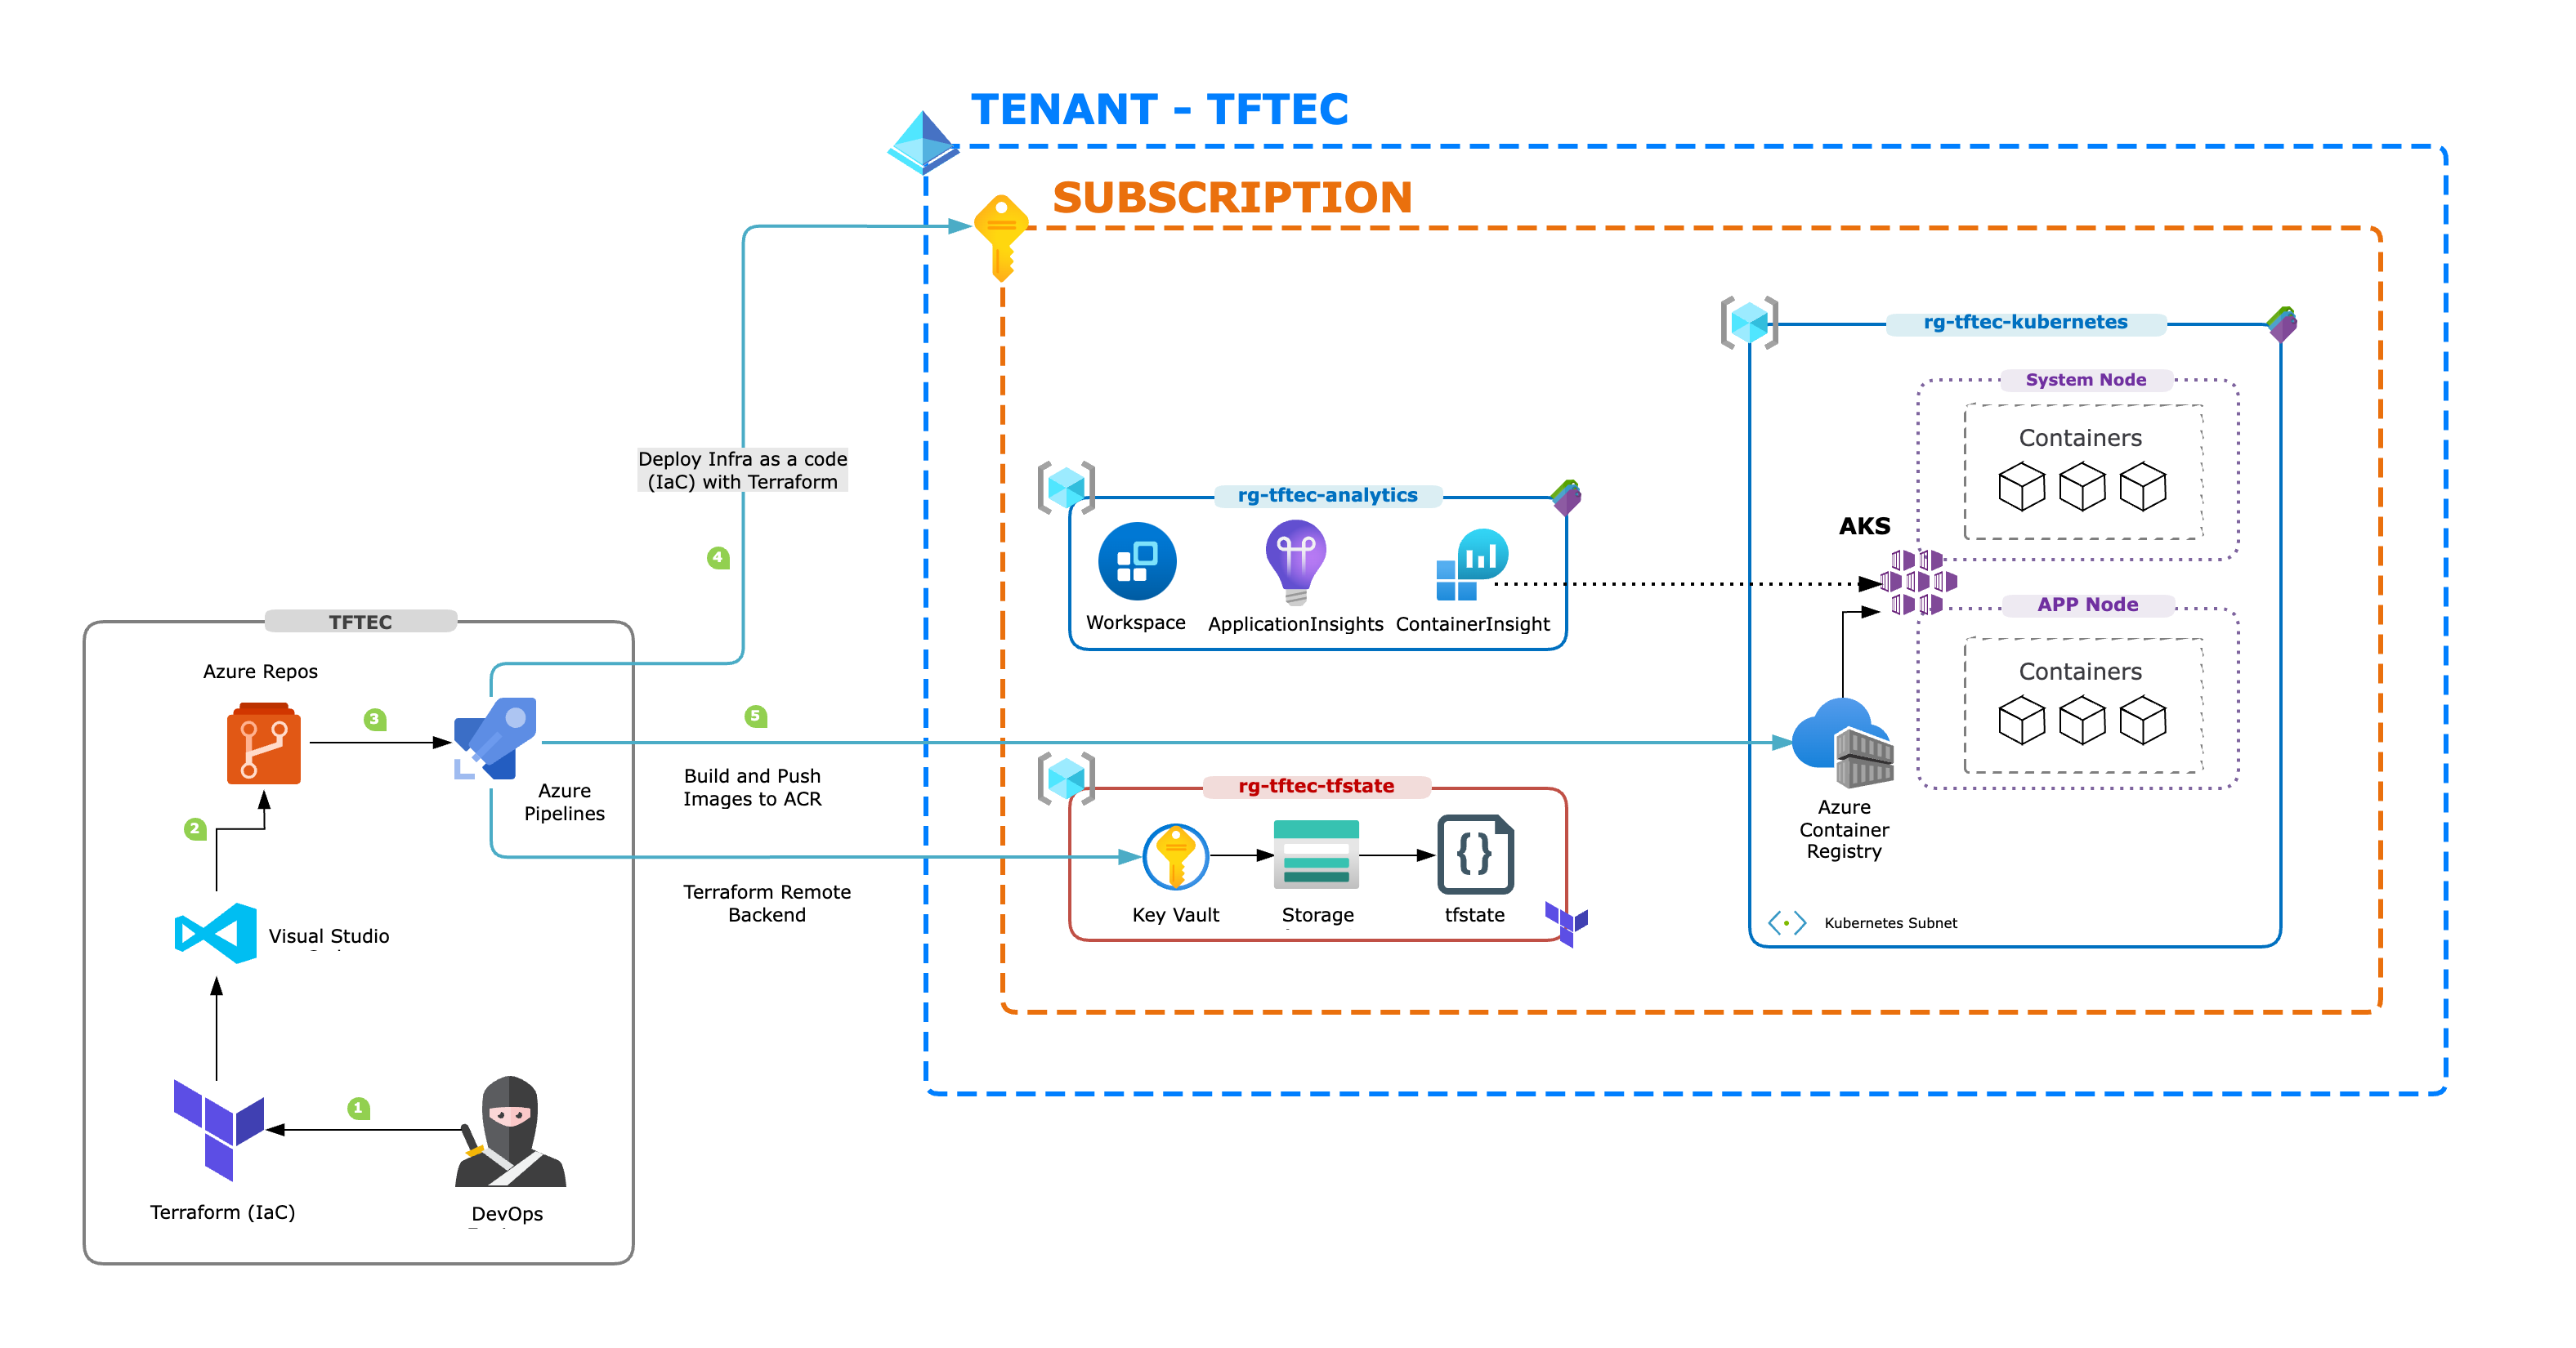 TENANT - TFTEC
SUBSCRIPTION
rg-tftec-kubernetes
System Node
Containers
Deploy Infra as a code
(IaC) with Terraform
rg-tftec-analytics
AKS
4
Workspace
ApplicationInsights
ContainerInsight
APP Node
Containers
TFTEC
Azure Repos
3
5
Build and Push
Images to ACR
Azure
Pipelines
rg-tftec-tfstate
Azure
Container
Registry
2
Terraform Remote
Backend
Key Vault
Storage
tfstate
Kubernetes Subnet
Visual Studio
1
Terraform (IaC)
DevOps